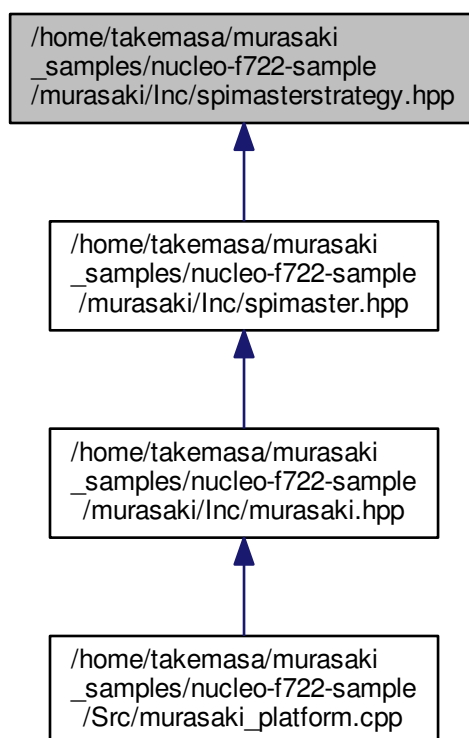 /home/takemasa/murasaki
_samples/nucleo-f722-sample
/murasaki/Inc/spimasterstrategy.hpp
/home/takemasa/murasaki
_samples/nucleo-f722-sample
/murasaki/Inc/spimaster.hpp
/home/takemasa/murasaki
_samples/nucleo-f722-sample
/murasaki/Inc/murasaki.hpp
/home/takemasa/murasaki
_samples/nucleo-f722-sample
/Src/murasaki_platform.cpp